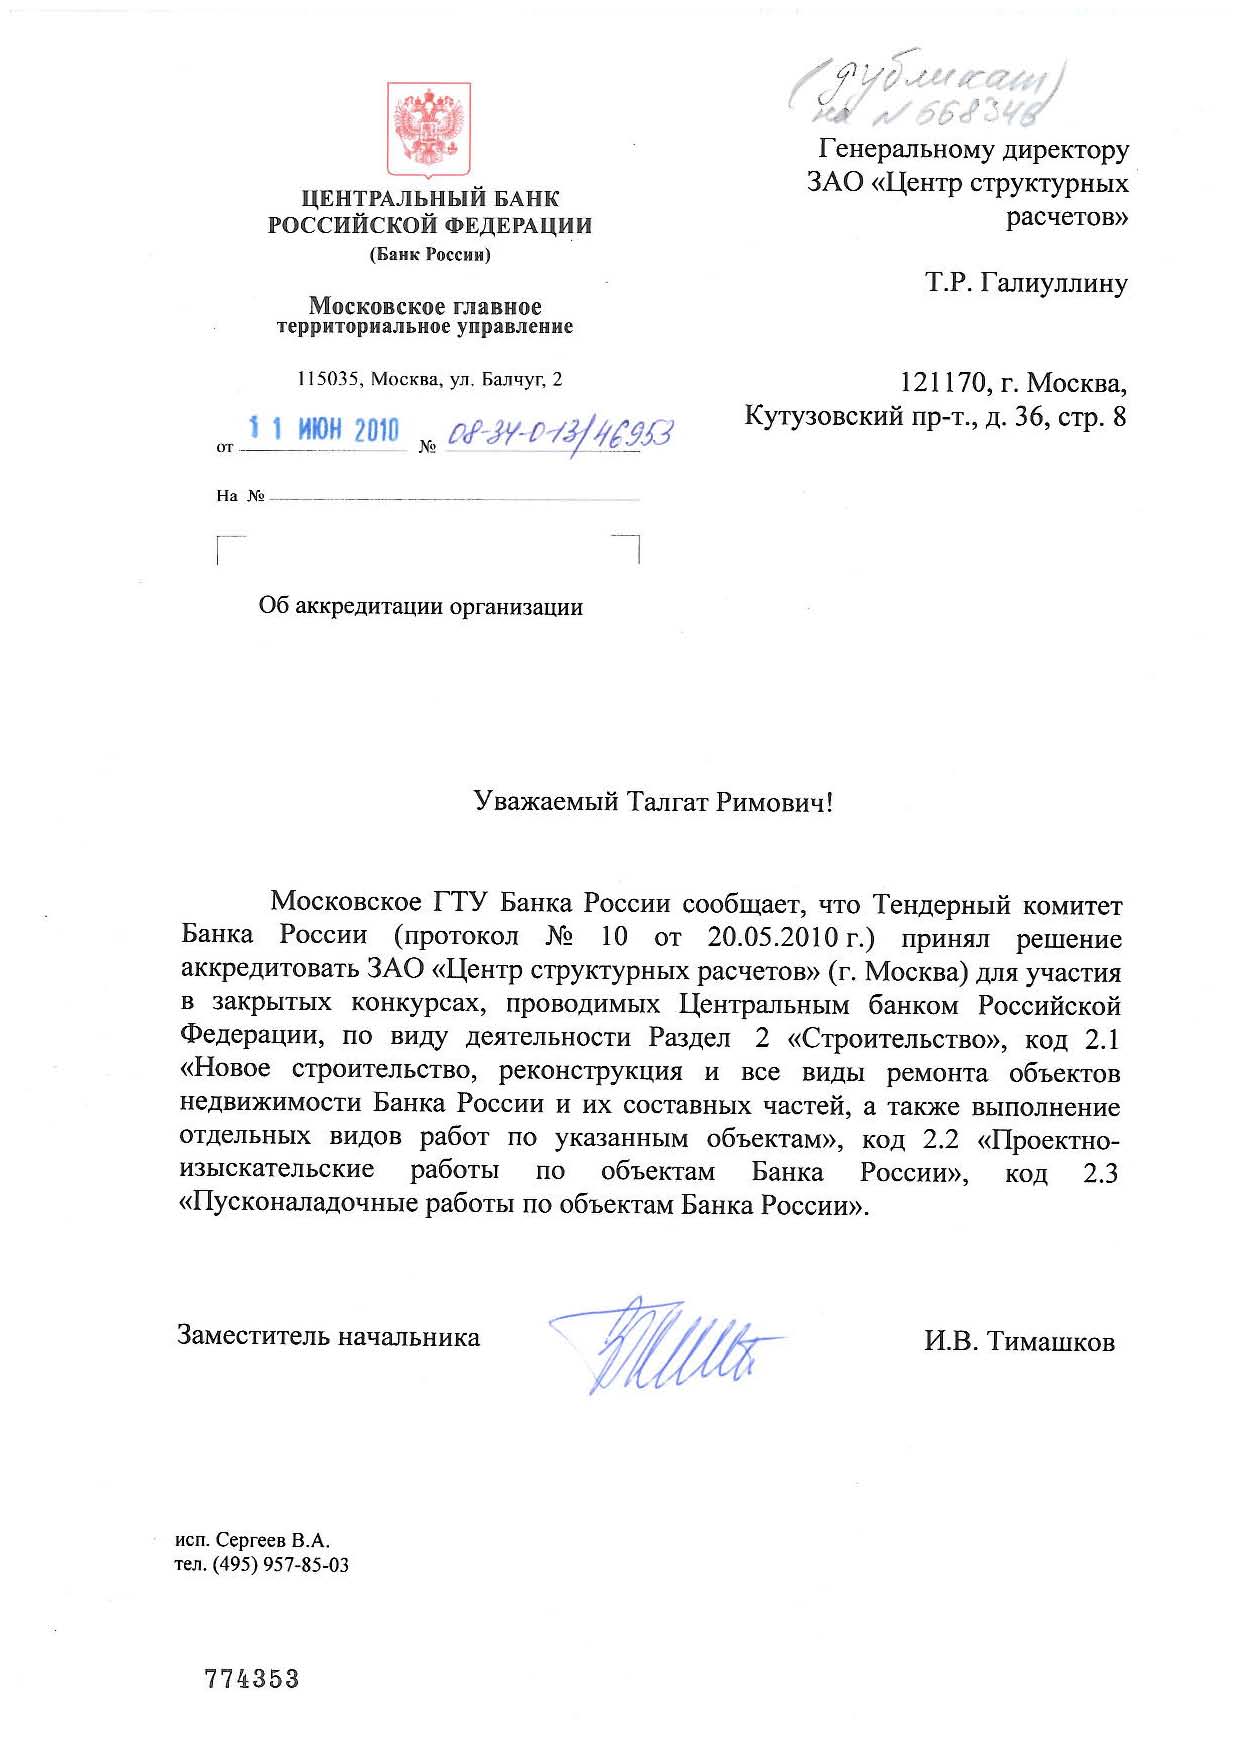 (дубликат)
на N 668346
ЦЕНТРАЛЬНЫЙ БАНК
РОССИЙСКОЙ ФЕДЕРАЦИИ
(Банк России)
Московское главное
территориальное управление
115035, Москва, ул. Балчуг, 2
от 11 ИЮН 2010 № 08-34-0-13/46953
На №
Генеральному директору
ЗАО «Центр структурных
расчетов»
Т.Р. Галиуллину
121170, г. Москва,
Кутузовский пр-т., д. 36, стр. 8
Об аккредитации организации
Уважаемый Талгат Римович!
Московское ГТУ Банка России сообщает, что Тендерный комитет
Банка России (протокол № 10 от 20.05.2010 г.) принял решение
аккредитовать ЗАО «Центр структурных расчетов» (г. Москва) для участия
в закрытых конкурсах, проводимых Центральным банком Российской
Федерации, по виду деятельности Раздел 2 «Строительство», код 2.1
«Новое строительство, реконструкция и все виды ремонта объектов
недвижимости Банка России и их составных частей, а также выполнение
отдельных видов работ по указанным объектам», код 2.2 «Проектно-
изыскательские работы по объектам Банка России», код 2.3
«Пусконаладочные работы по объектам Банка России».
Заместитель начальника И.В. Тимашков
исп. Сергеев В.А.
тел. (495) 957-85-03
774353